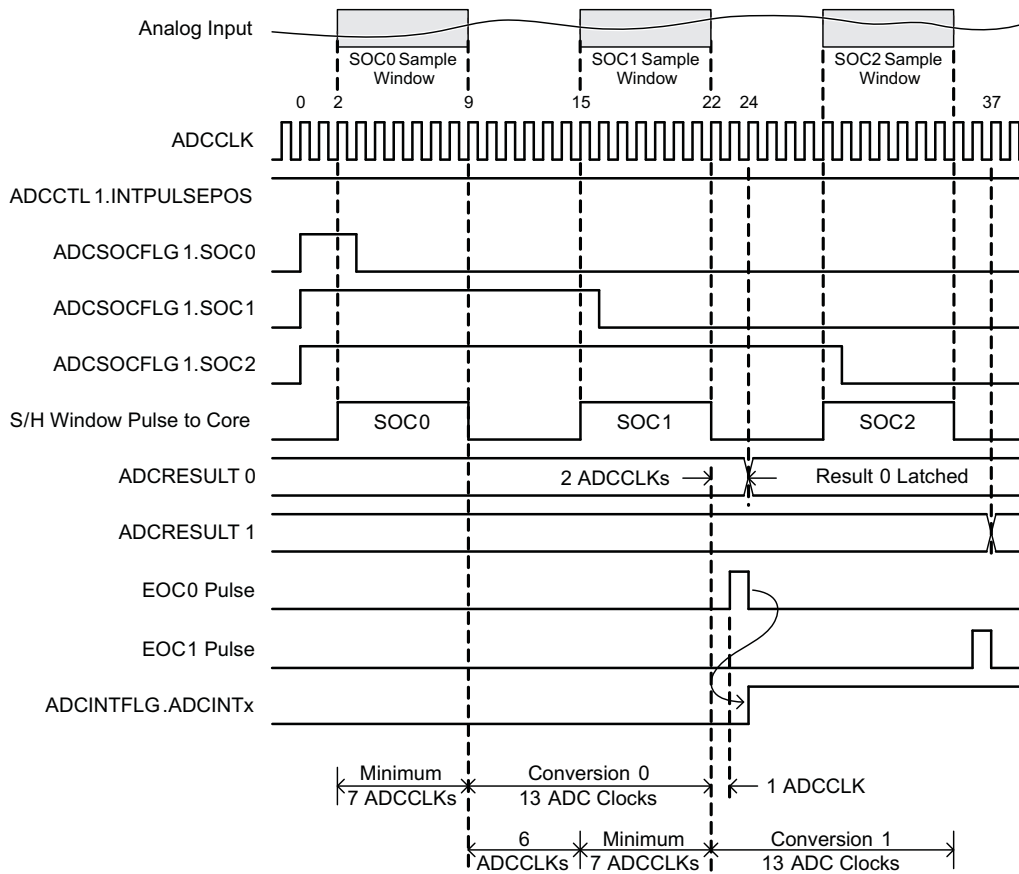 Analog Input
SOC0 Sample
Window
SOC1 Sample
Window
SOC2 Sample
Window
0 2 9 15 22 24 37
ADCCLK
ADCCTL 1.INTPULSEPOS
ADCSOCFLG 1.SOC0
ADCSOCFLG 1.SOC1
ADCSOCFLG 1.SOC2
S/H Window Pulse to Core
SOC0
SOC1
SOC2
ADCRESULT 0
2 ADCCLKs
Result 0 Latched
ADCRESULT 1
EOC0 Pulse
EOC1 Pulse
ADCINTFLG .ADCINTx
Minimum
7 ADCCLKs
Conversion 0
13 ADC Clocks
1 ADCCLK
6
ADCCLKs
Minimum
7 ADCCLKs
Conversion 1
13 ADC Clocks